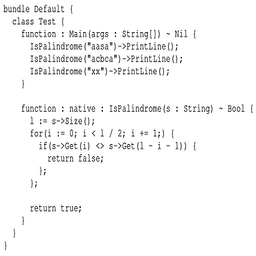 bundle Default {
  class Test {
    function : Main(args : String[]) ~ Nil {
      IsPalindrome("aasa")->PrintLine();
      IsPalindrome("acbca")->PrintLine();
      IsPalindrome("xx")->PrintLine();
    }

    function : native : IsPalindrome(s : String) ~ Bool {
      l := s->Size();
      for(i := 0; i < l / 2; i += 1;) {
        if(s->Get(i) <> s->Get(l - i - 1)) {
          return false;
        };
      };

      return true;
    }
  }
}